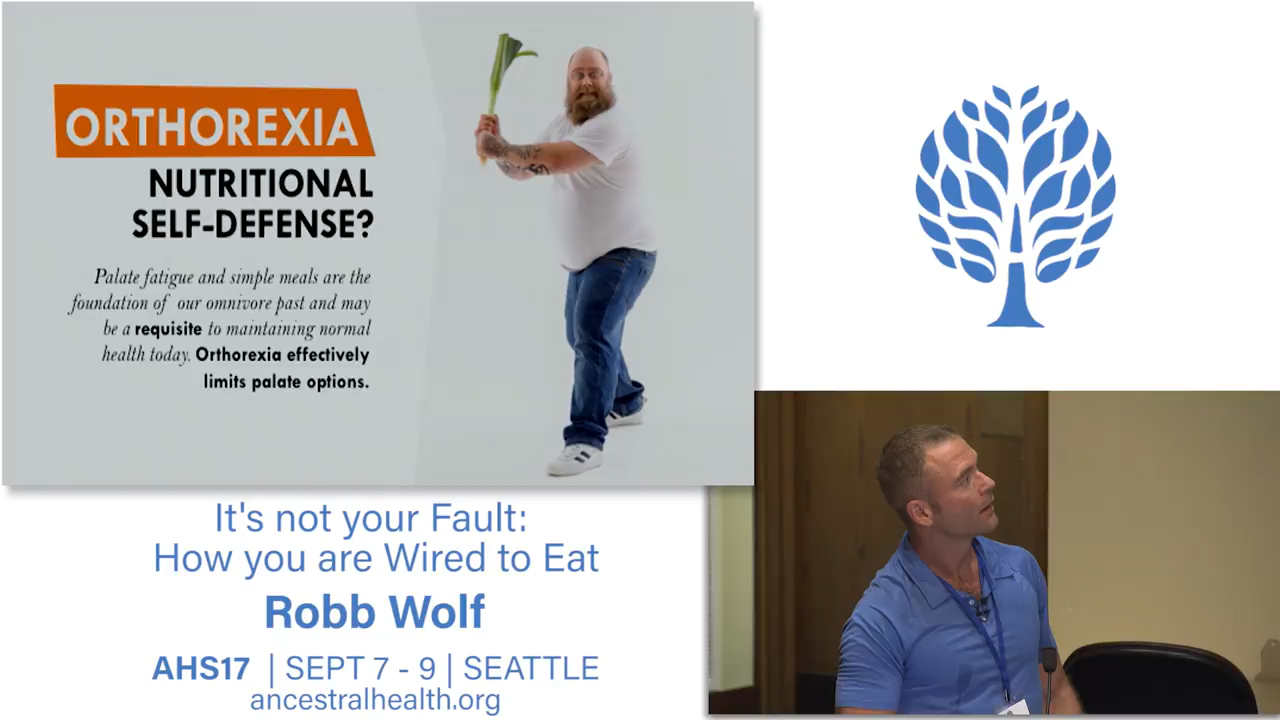 ORTHOREXIA
NUTRITIONAL
SELF-DEFENSE?
Palate fatigue and simple meals are the
foundation of our omnivore past and may
be a requisite to maintaining normal
health today. Orthorexia effectively
limits palate options.
It's not your Fault:
How you are Wired to Eat
Robb Wolf
AHS17 | SEPT 7 - 9 | SEATTLE
ancestralhealth.org